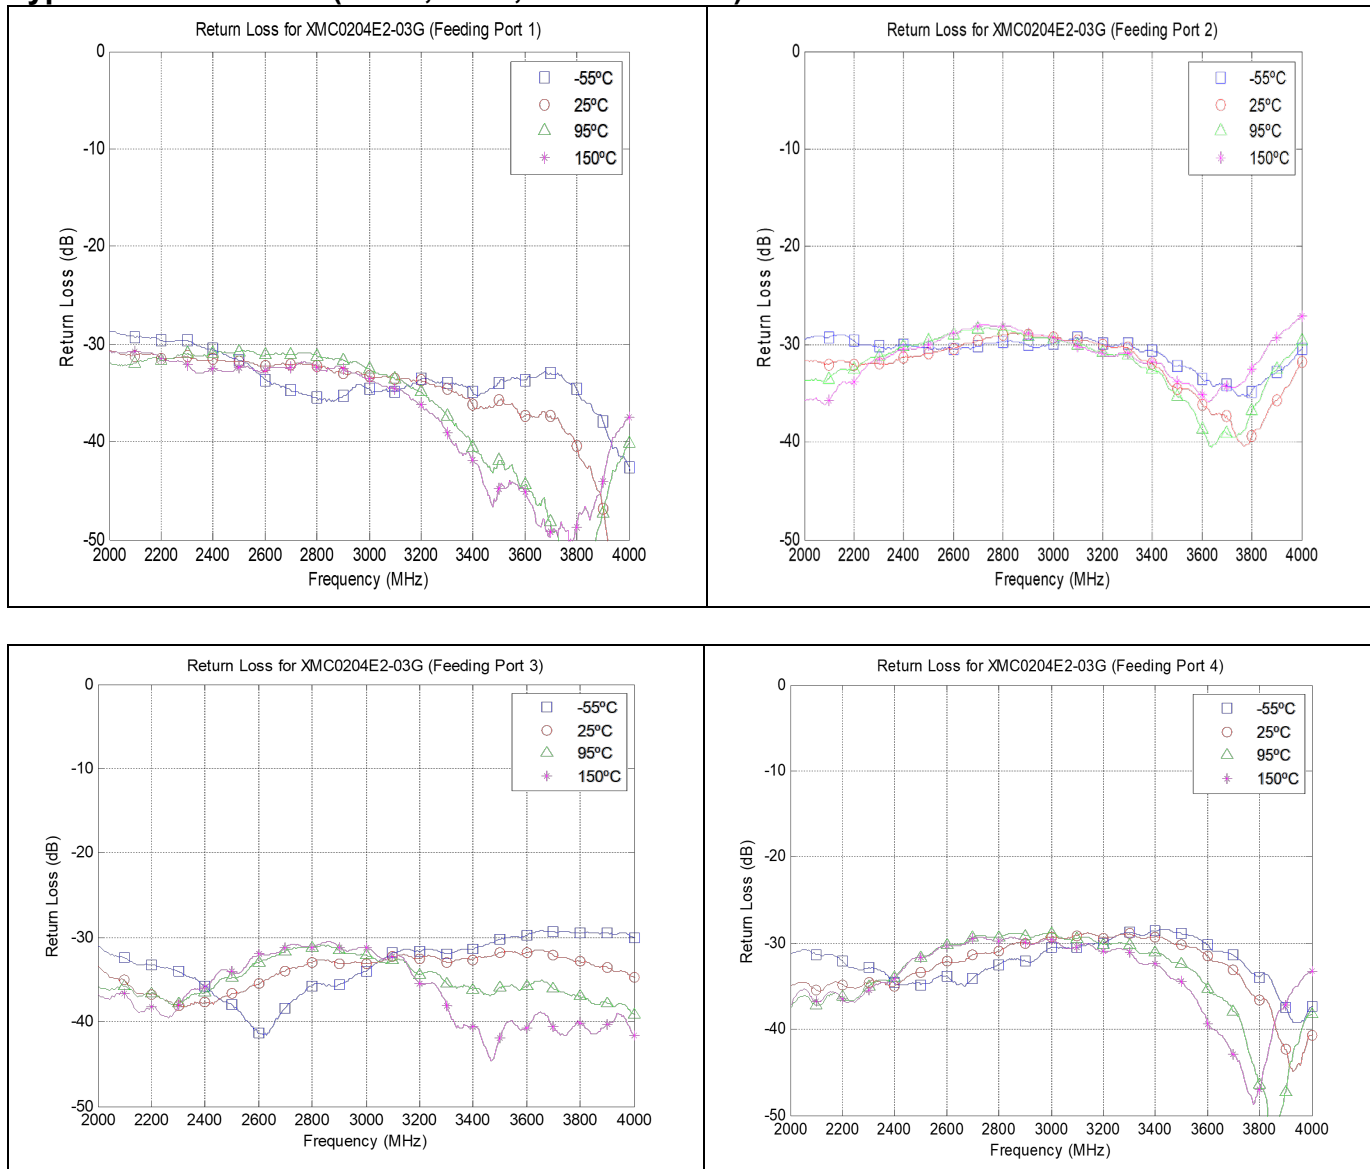 Return Loss for XMC0204E2-03G (Feeding Port 1)
0
-10
-20
-30
-40
-50
Return Loss (dB)
-55ºC
25ºC
95ºC
150ºC
2000 2200 2400 2600 2800 3000 3200 3400 3600 3800 4000
Frequency (MHz)
Return Loss for XMC0204E2-03G (Feeding Port 2)
0
-10
-20
-30
-40
-50
Return Loss (dB)
-55ºC
25ºC
95ºC
150ºC
2000 2200 2400 2600 2800 3000 3200 3400 3600 3800 4000
Frequency (MHz)
Return Loss for XMC0204E2-03G (Feeding Port 3)
0
-10
-20
-30
-40
-50
Return Loss (dB)
-55ºC
25ºC
95ºC
150ºC
2000 2200 2400 2600 2800 3000 3200 3400 3600 3800 4000
Frequency (MHz)
Return Loss for XMC0204E2-03G (Feeding Port 4)
0
-10
-20
-30
-40
-50
Return Loss (dB)
-55ºC
25ºC
95ºC
150ºC
2000 2200 2400 2600 2800 3000 3200 3400 3600 3800 4000
Frequency (MHz)